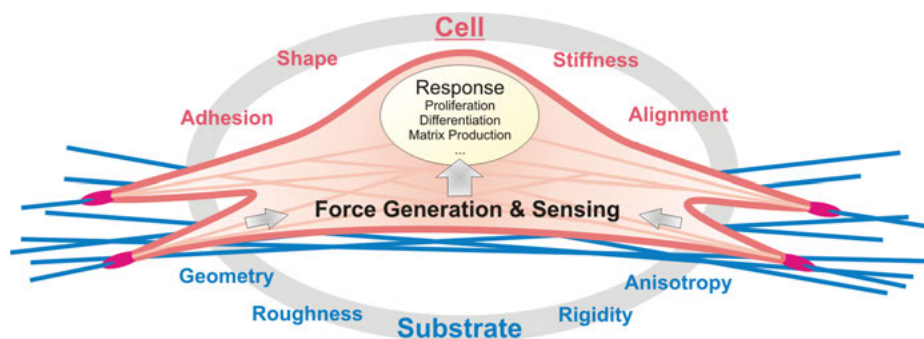 Cell
Shape
Stiffness
Response
Proliferation
Differentiation
Matrix Production
...
Adhesion
Alignment
Force Generation & Sensing
Geometry
Anisotropy
Roughness
Rigidity
Substrate